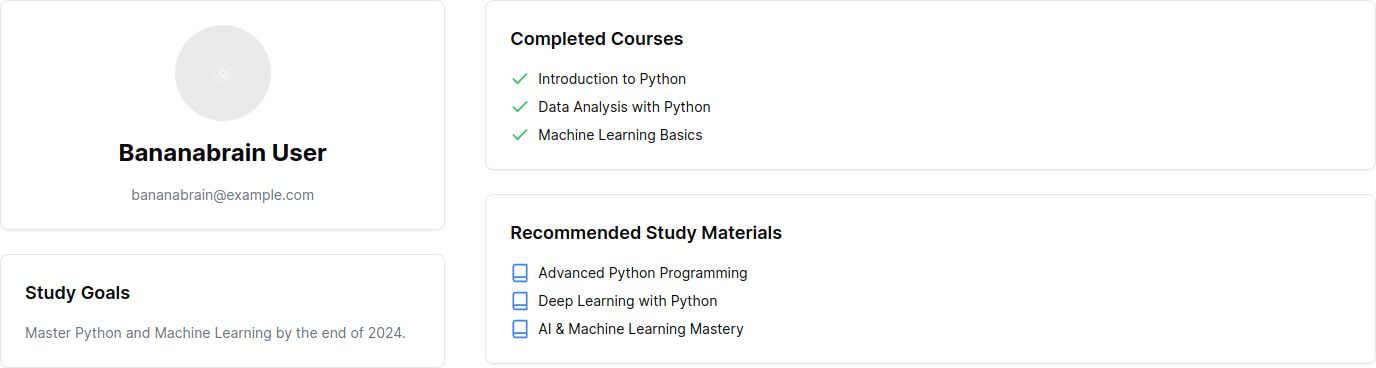 Bananabrain User
bananabrain@example.com
Study Goals
Master Python and Machine Learning by the end of 2024.
Completed Courses
Introduction to Python
Data Analysis with Python
Machine Learning Basics
Recommended Study Materials
Advanced Python Programming
Deep Learning with Python
AI & Machine Learning Mastery